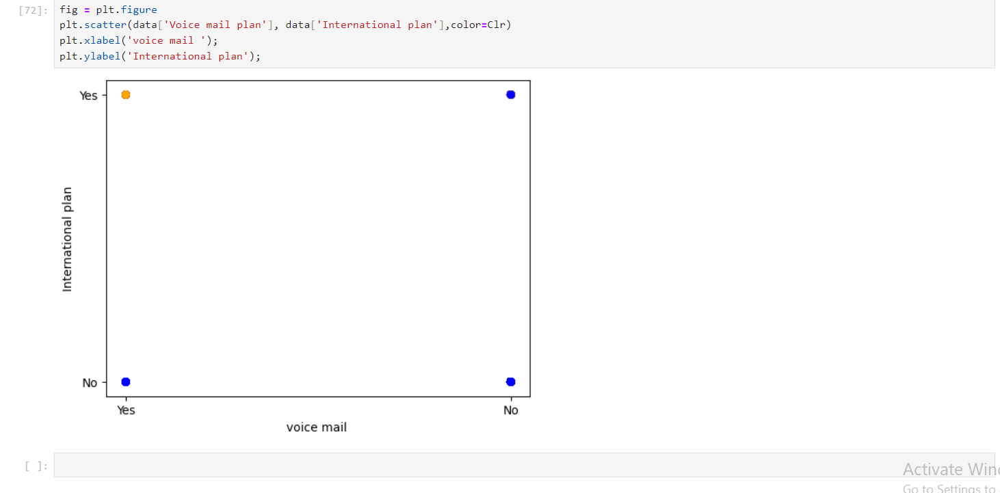 [72]: fig = plt.figure
plt.scatter(data['Voice mail plan'], data['International plan'],color=Clr)
plt.xlabel('voice mail ');
plt.ylabel('International plan');
Yes
International plan
No
Yes No
voice mail
[ ]:
Activate Win
Go to Settings to